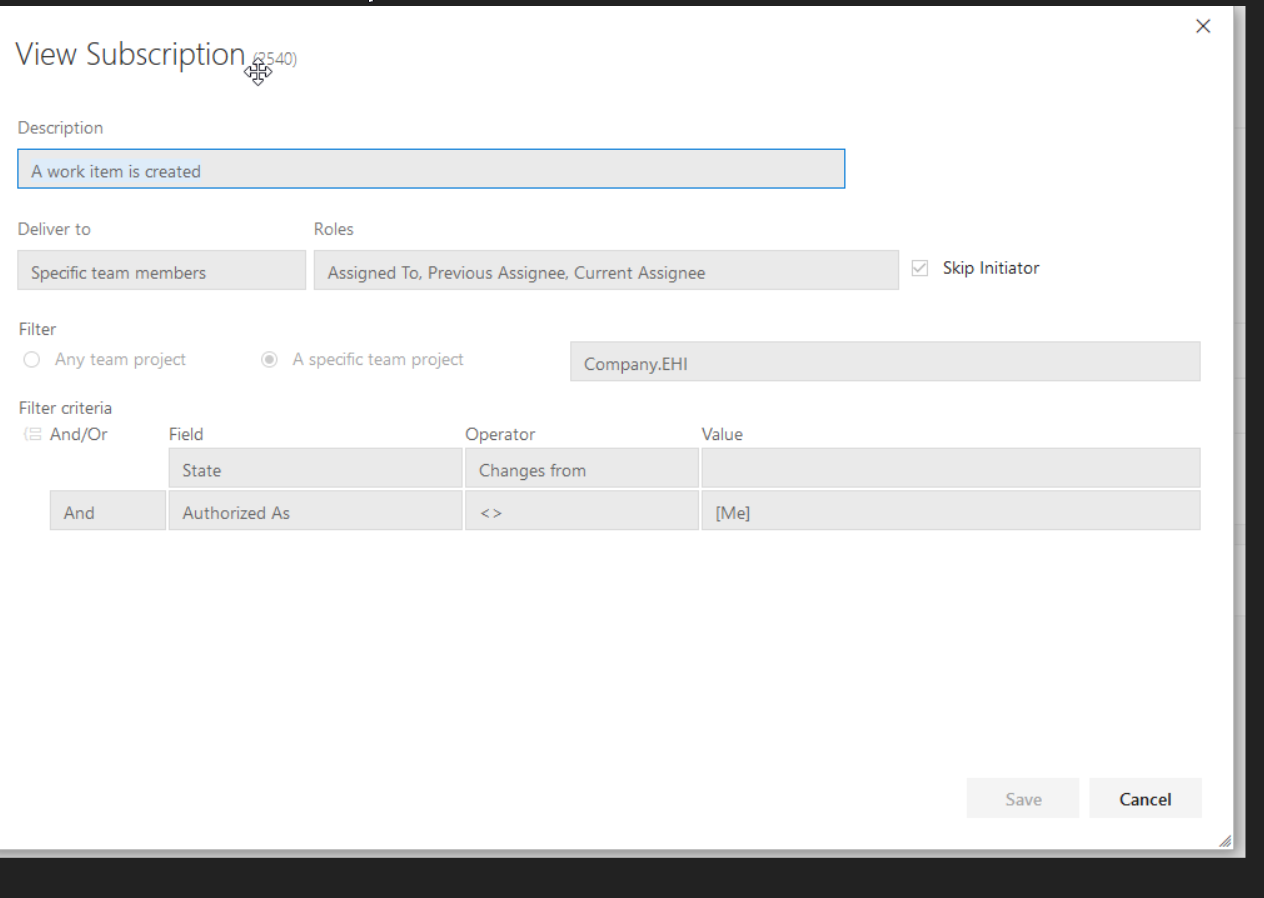 View Subscription (2540)
Description
A work item is created
Deliver to Roles
Specific team members Assigned To, Previous Assignee, Current Assignee Skip Initiator
Filter
Any team project A specific team project Company.EHI
Filter criteria
And/Or Field Operator Value
State Changes from
And Authorized As <> [Me]
Save Cancel